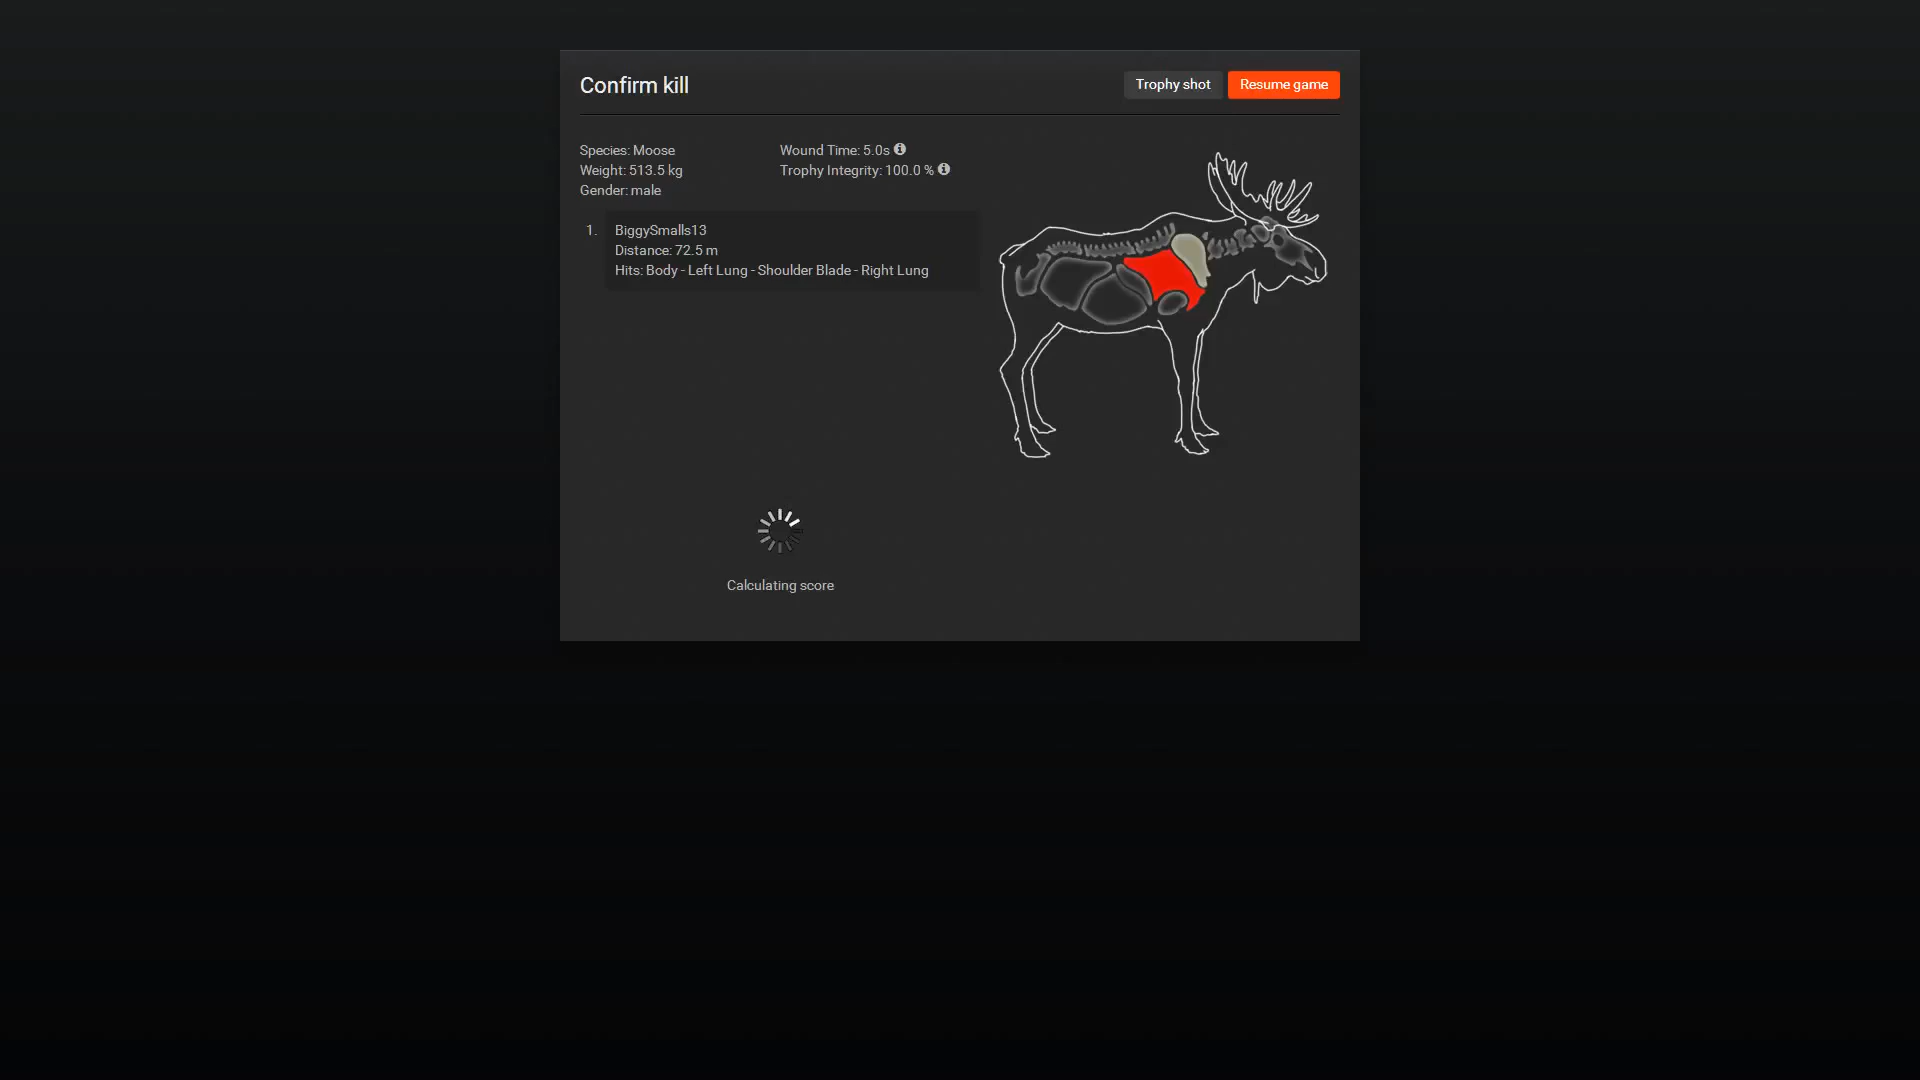 Confirm kill
Trophy shot
Resume game
Species: Moose
Weight: 513.5 kg
Gender: male
Wound Time: 5.0s
Trophy Integrity: 100.0 %
1.
BiggySmalls13
Distance: 72.5 m
Hits: Body - Left Lung - Shoulder Blade - Right Lung
Calculating score